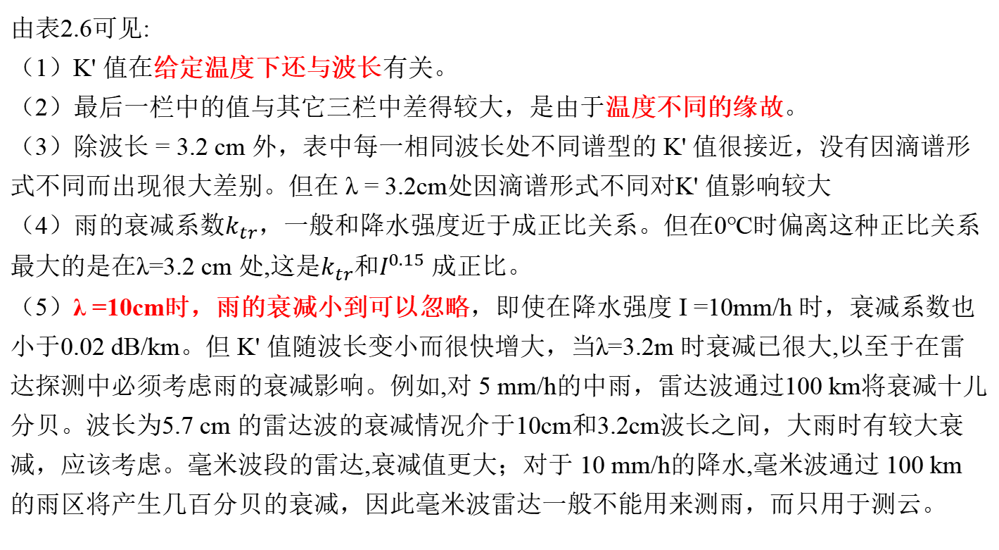 由表2.6可见:
（1）K' 值在给定温度下还与波长有关。
（2）最后一栏中的值与其它三栏中差得较大，是由于温度不同的缘故。
（3）除波长 = 3.2 cm 外，表中每一相同波长处不同谱型的 K' 值很接近，没有因滴谱形
式不同而出现很大差别。但在 λ = 3.2cm处因滴谱形式不同对K' 值影响较大
（4）雨的衰减系数k_{tr}，一般和降水强度近于成正比关系。但在0℃时偏离这种正比关系
最大的是在λ=3.2 cm 处,这是k_{tr}和I^{0.15} 成正比。
（5）λ =10cm时，雨的衰减小到可以忽略，即使在降水强度 I =10mm/h 时，衰减系数也
小于0.02 dB/km。但 K' 值随波长变小而很快增大，当λ=3.2m 时衰减已很大,以至于在雷
达探测中必须考虑雨的衰减影响。例如,对 5 mm/h的中雨，雷达波通过100 km将衰减十儿
分贝。波长为5.7 cm 的雷达波的衰减情况介于10cm和3.2cm波长之间，大雨时有较大衰
减，应该考虑。毫米波段的雷达,衰减值更大；对于 10 mm/h的降水,毫米波通过 100 km
的雨区将产生几百分贝的衰减，因此毫米波雷达一般不能用来测雨，而只用于测云。